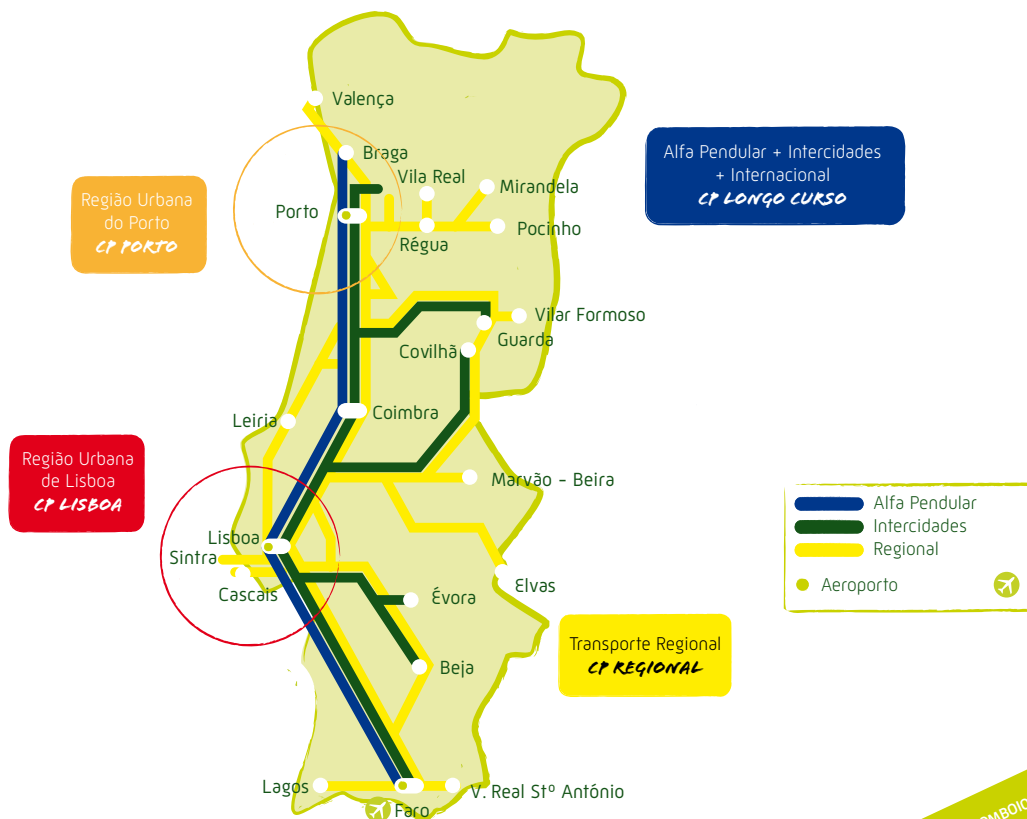 Valença
Braga
Vila Real
Mirandela
Porto
Régua
Pocinho
Região Urbana
do Porto
CP PORTO
Alfa Pendular + Intercidades
+ Internacional
CP LONGO CURSO
Vilar Formoso
Guarda
Covilhã
Leiria
Coimbra
Região Urbana
de Lisboa
CP LISBOA
Marvão - Beira
Lisboa
Sintra
Cascais
Évora
Elvas
Beja
Alfa Pendular
Intercidades
Regional
Aeroporto
Transporte Regional
CP REGIONAL
Lagos
Faro
V. Real Stº António